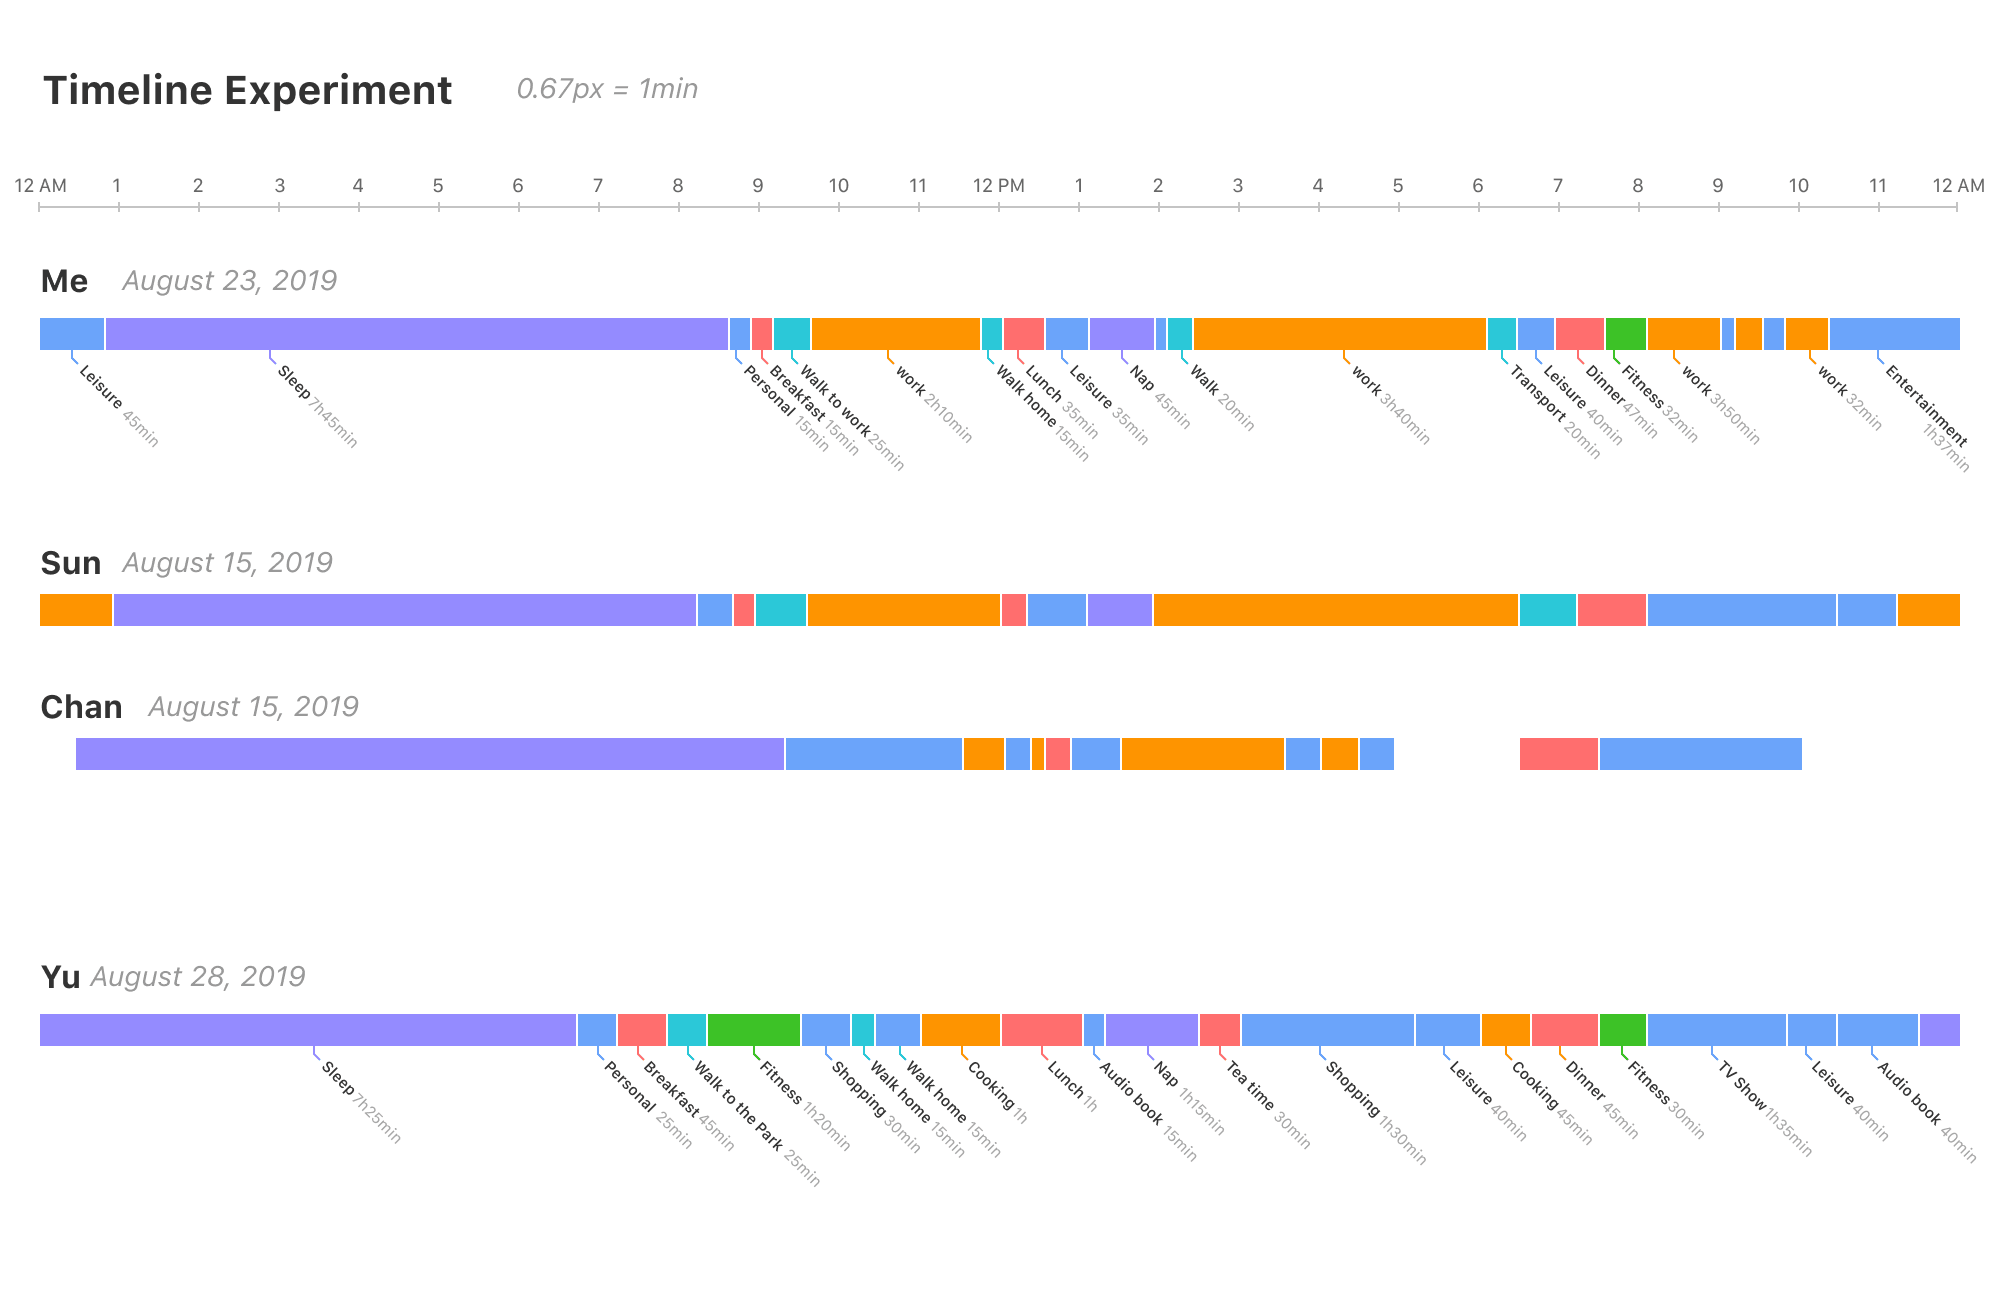 Timeline Experiment 0.67px = 1min
12 AM 1 2 3 4 5 6 7 8 9 10 11 12 PM 1 2 3 4 5 6 7 8 9 10 11 12 AM
Me August 23, 2019
Leisure 45min
Sleep 7h45min
Personal 15min
Breakfast 15min
Walk to work 25min
work 2h10min
Walk home 15min
Lunch 35min
Leisure 35min
Nap 45min
Walk 20min
work 3h40min
Transport 20min
Leisure 40min
Dinner 47min
Fitness 32min
work 3h50min
work 32min
Entertainment
1h37min
Sun August 15, 2019
Chan August 15, 2019
Yu August 28, 2019
Sleep 7h25min
Personal 25min
Breakfast 45min
Walk to the Park 25min
Fitness 1h20min
Shopping 30min
Walk home 15min
Walk home 15min
Cooking 1h
Lunch 1h
Audio book 15min
Nap 1h15min
Tea time 30min
Shopping 1h30min
Leisure 40min
Cooking 45min
Dinner 45min
Fitness 30min
TV Show 1h35min
Leisure 40min
Audio book 40min